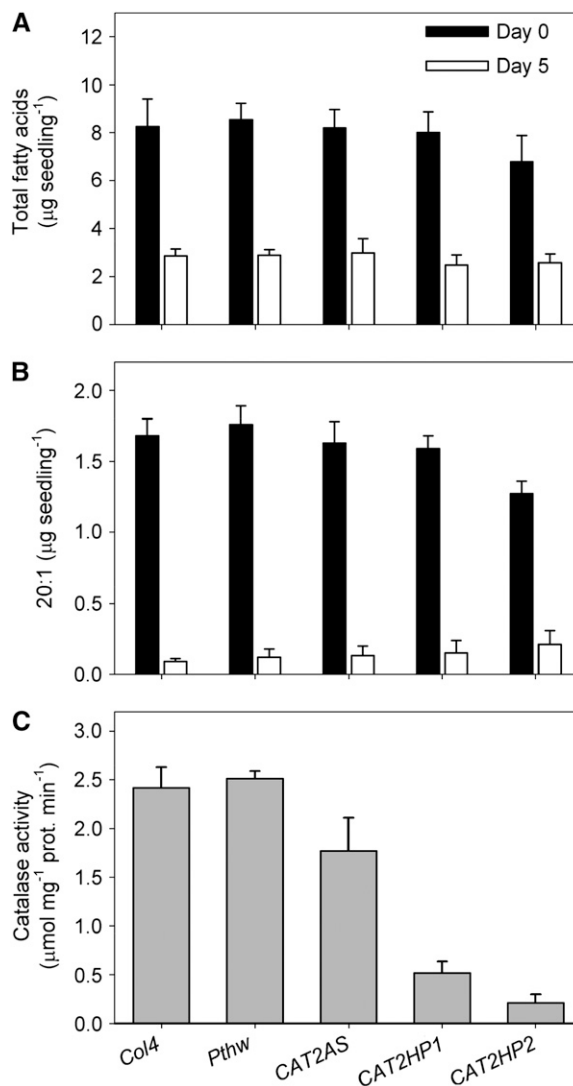 A
Total fatty acids
(µg seedling⁻¹)
12
10
8
6
4
2
0
Day 0
Day 5
B
20:1 (µg seedling⁻¹)
2.0
1.5
1.0
0.5
0.0
C
Catalase activity
(µmol mg⁻¹ prot. min⁻¹)
3.0
2.5
2.0
1.5
1.0
0.5
0.0
Col4
Pthw
CAT2AS
CAT2HP1
CAT2HP2